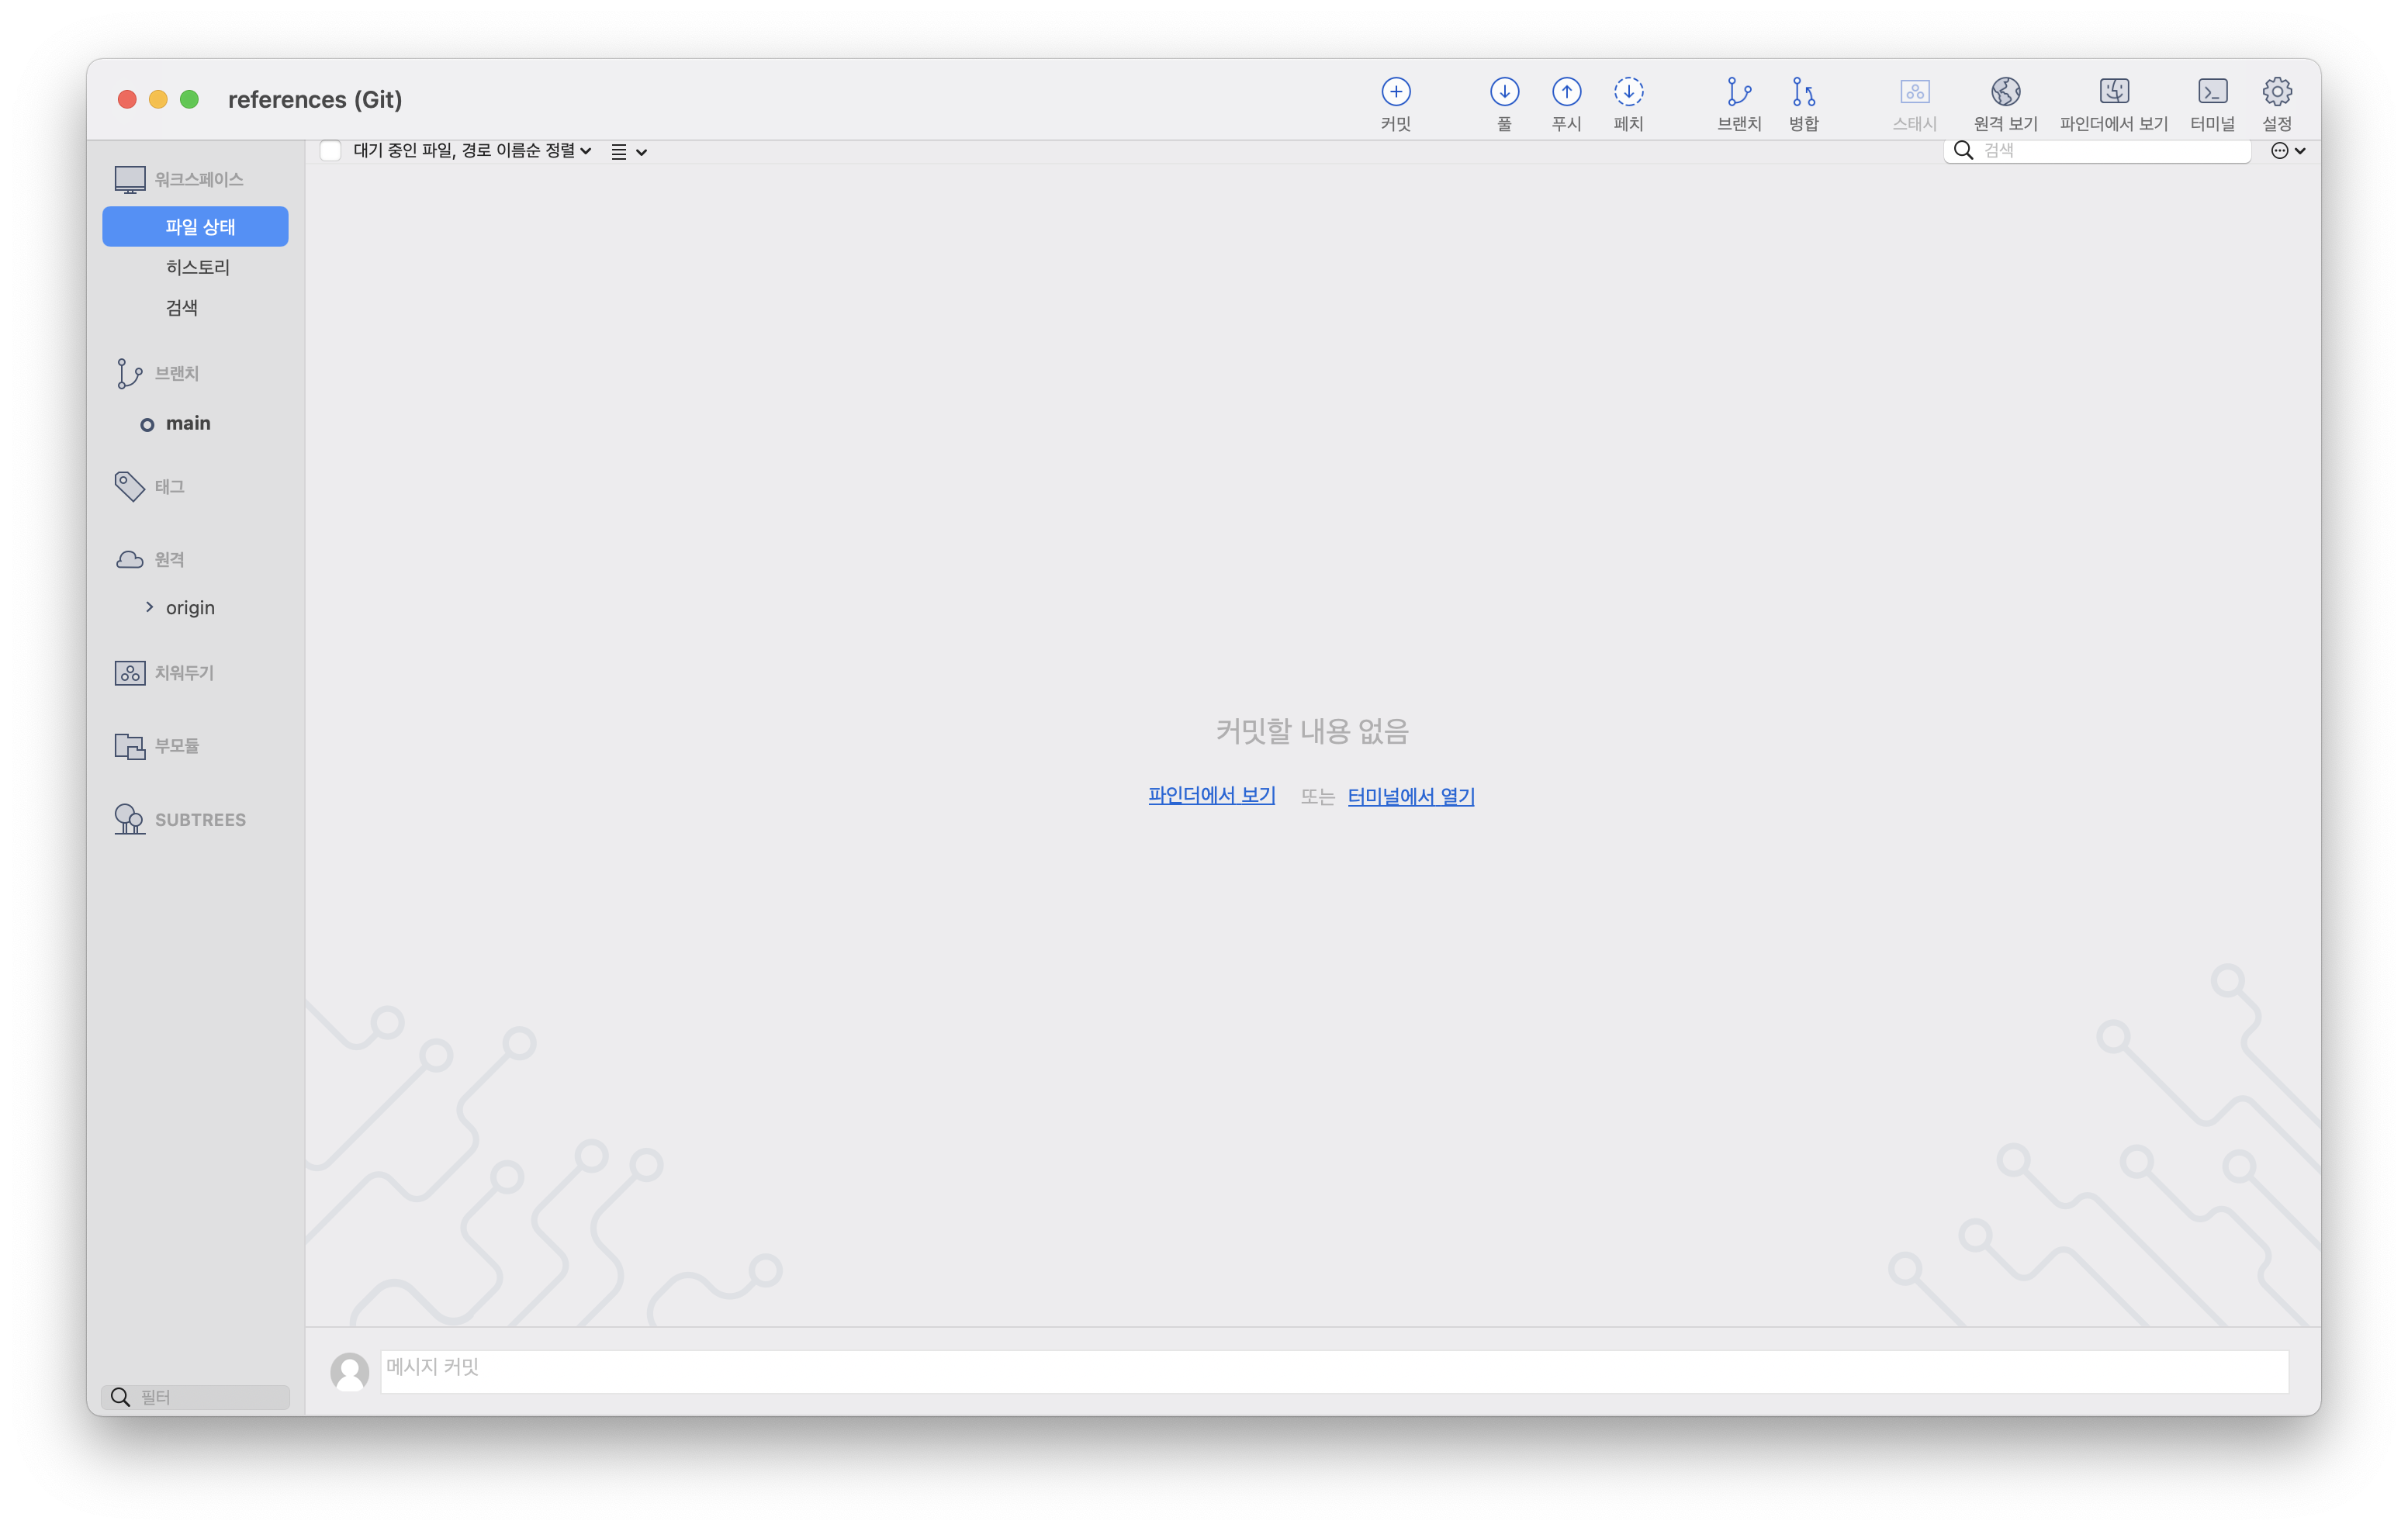 references (Git)
커밋
풀
푸시
페치
브랜치
병합
스태시
원격 보기
파인더에서 보기
터미널
설정
대기 중인 파일, 경로 이름순 정렬
검색
워크스페이스
파일 상태
히스토리
검색
브랜치
main
태그
원격
origin
치워두기
부모듈
SUBTREES
커밋할 내용 없음
파인더에서 보기 또는 터미널에서 열기
메시지 커밋
필터